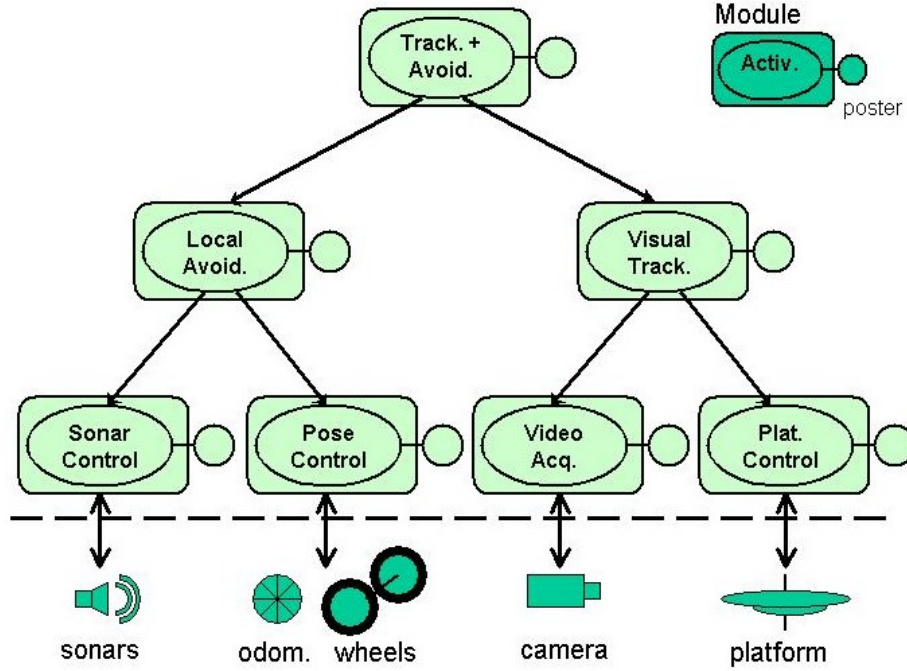 Module
Track. +
Avoid.
Activ.
poster
Local
Avoid.
Visual
Track.
Sonar
Control
Pose
Control
Video
Acq.
Plat.
Control
sonars
odom.
wheels
camera
platform